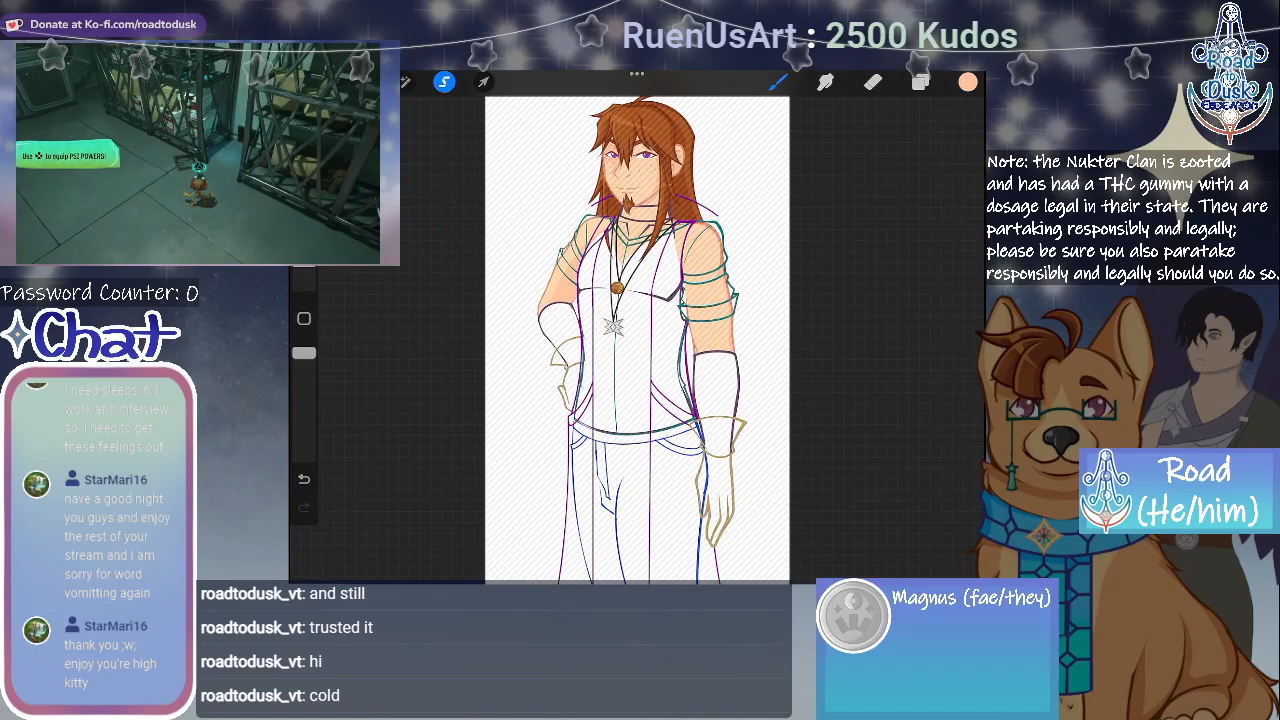 Donate at Ko-fi.com/roadtodusk
RuenUsArt : 2500 Kudos
Road
to
Dusk
Use to equip PSI POWERS!
Note: the Nukter Clan is zooted
and has had a THC gummy with a
dosage legal in their state. They are
partaking responsibly and legally;
please be sure you also paratake
responsibly and legally should you do so.
Password Counter: 0
Chat
work and interview
so. I need to get
these feelings out
StarMari16
have a good night
you guys and enjoy
the rest of your
stream and I am
sorry for word
vomitting again
StarMari16
thank you ;w;
enjoy you're high
kitty
roadtodusk_vt: and still
roadtodusk_vt: trusted it
roadtodusk_vt: hi
roadtodusk_vt: cold
Road
(He/him)
Magnus (fae/they)